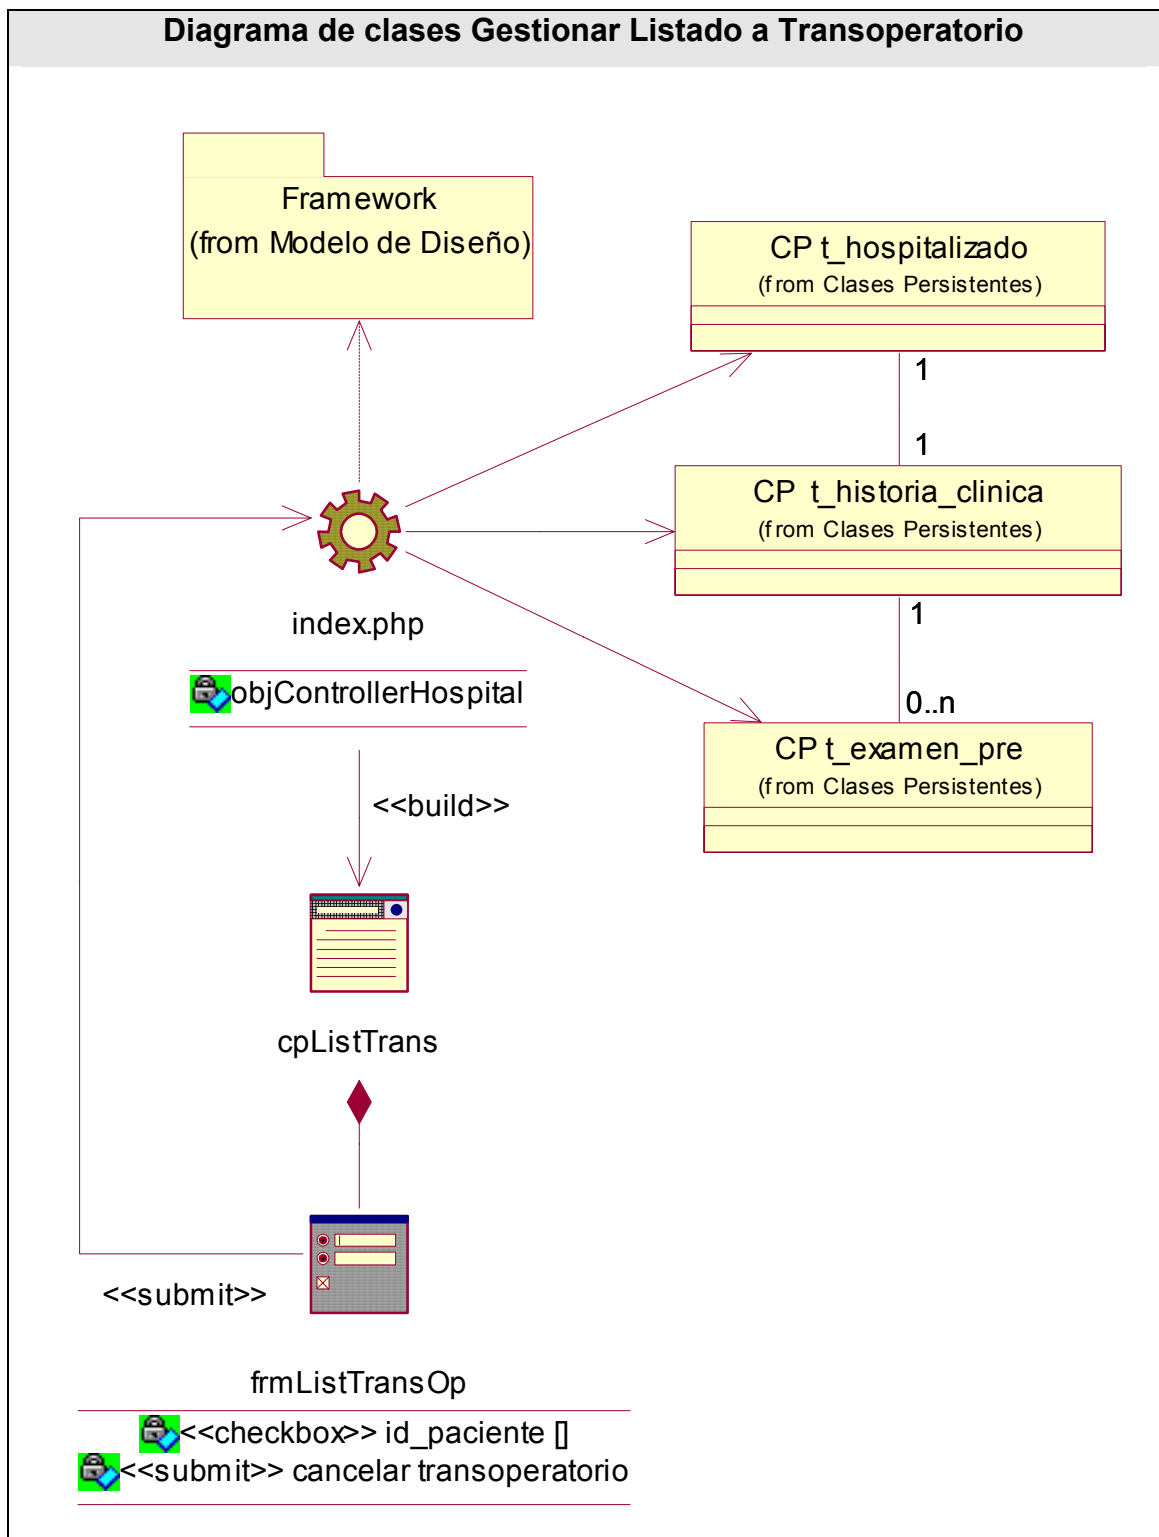 Diagrama de clases Gestionar Listado a Transoperatorio
Framework
(from Modelo de Diseño)
CP t_hospitalizado
(from Clases Persistentes)
1
1
CP t_historia_clinica
(from Clases Persistentes)
1
0..n
CP t_examen_pre
(from Clases Persistentes)
index.php
objControllerHospital
<<build>>
cpListTrans
<<submit>>
frmListTransOp
<<checkbox>> id_paciente []
<<submit>> cancelar transoperatorio